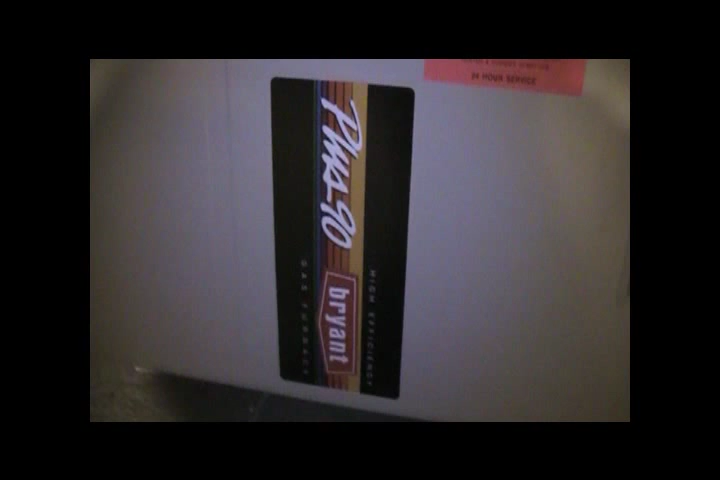 24 HOUR SERVICE
Plus 90
bryant
HIGH EFFICIENCY
GAS FURNACE